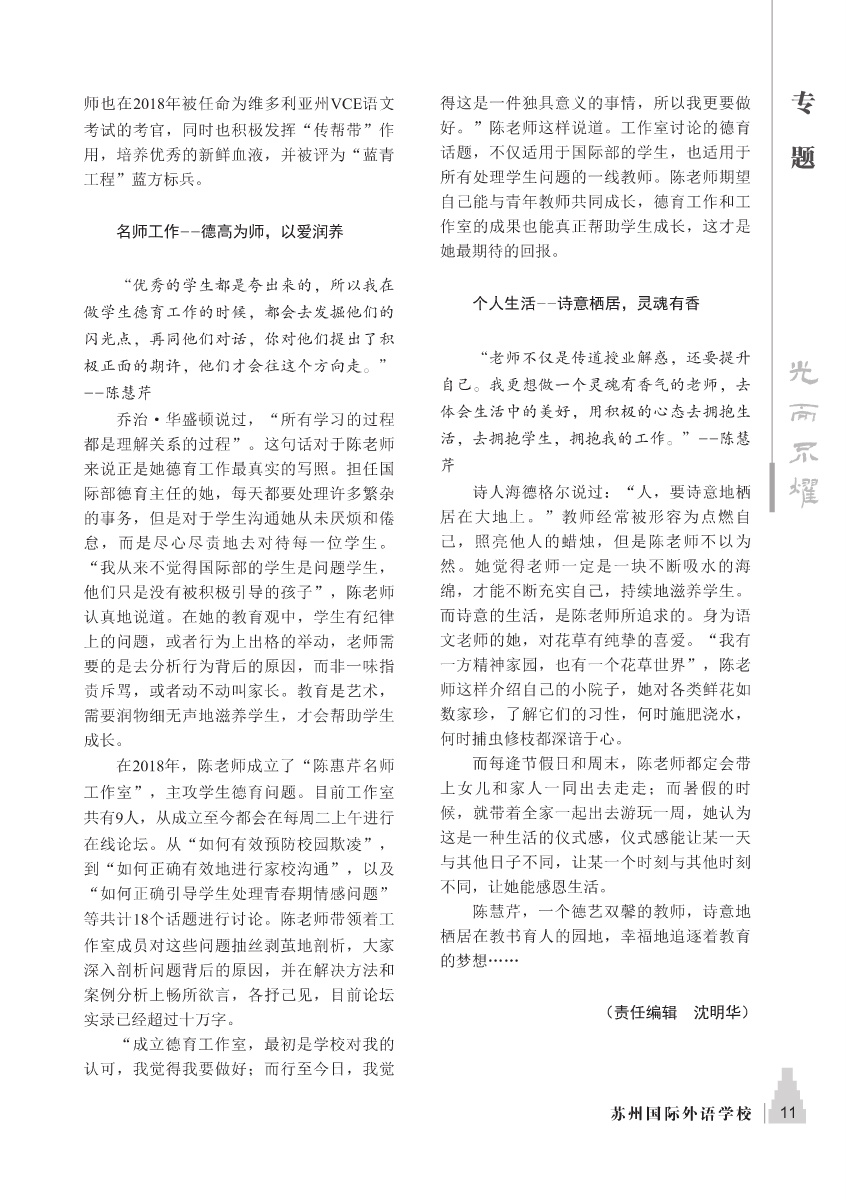 师也在2018年被任命为维多利亚州VCE语文
考试的考官，同时也积极发挥“传帮带”作
用，培养优秀的新鲜血液，并被评为“蓝青
工程”蓝方标兵。
名师工作--德高为师，以爱润养
“优秀的学生都是夸出来的，所以我在
做学生德育工作的时候，都会去发掘他们的
闪光点，再同他们对话，你对他们提出了积
极正面的期许，他们才会往这个方向走。”
--陈慧芹
乔治·华盛顿说过，“所有学习的过程
都是理解关系的过程”。这句话对于陈老师
来说正是她德育工作最真实的写照。担任国
际部德育主任的她，每天都要处理许多繁杂
的事务，但是对于学生沟通她从未厌烦和倦
怠，而是尽心尽责地去对待每一位学生。
“我从来不觉得国际部的学生是问题学生，
他们只是没有被积极引导的孩子”，陈老师
认真地说道。在她的教育观中，学生有纪律
上的问题，或者行为上出格的举动，老师需
要的是去分析行为背后的原因，而非一味指
责斥骂，或者动不动叫家长。教育是艺术，
需要润物细无声地滋养学生，才会帮助学生
成长。
在2018年，陈老师成立了“陈惠芹名师
工作室”，主攻学生德育问题。目前工作室
共有9人，从成立至今都会在每周二上午进行
在线论坛。从“如何有效预防校园欺凌”，
到“如何正确有效地进行家校沟通”，以及
“如何正确引导学生处理青春期情感问题”
等共计18个话题进行讨论。陈老师带领着工
作室成员对这些问题抽丝剥茧地剖析，大家
深入剖析问题背后的原因，并在解决方法和
案例分析上畅所欲言，各抒己见，目前论坛
实录已经超过十万字。
“成立德育工作室，最初是学校对我的
认可，我觉得我要做好；而行至今日，我觉
得这是一件独具意义的事情，所以我更要做
好。”陈老师这样说道。工作室讨论的德育
话题，不仅适用于国际部的学生，也适用于
所有处理学生问题的一线教师。陈老师期望
自己能与青年教师共同成长，德育工作和工
作室的成果也能真正帮助学生成长，这才是
她最期待的回报。
个人生活--诗意栖居，灵魂有香
“老师不仅是传道授业解惑，还要提升
自己。我更想做一个灵魂有香气的老师，去
体会生活中的美好，用积极的心态去拥抱生
活，去拥抱学生，拥抱我的工作。”--陈慧
芹
诗人海德格尔说过：“人，要诗意地栖
居在大地上。”教师经常被形容为点燃自
己，照亮他人的蜡烛，但是陈老师不以为
然。她觉得老师一定是一块不断吸水的海
绵，才能不断充实自己，持续地滋养学生。
而诗意的生活，是陈老师所追求的。身为语
文老师的她，对花草有纯挚的喜爱。“我有
一方精神家园，也有一个花草世界”，陈老
师这样介绍自己的小院子，她对各类鲜花如
数家珍，了解它们的习性，何时施肥浇水，
何时捕虫修枝都深谙于心。
而每逢节假日和周末，陈老师都定会带
上女儿和家人一同出去走走；而暑假的时
候，就带着全家一起出去游玩一周，她认为
这是一种生活的仪式感，仪式感能让某一天
与其他日子不同，让某一个时刻与其他时刻
不同，让她能感恩生活。
陈慧芹，一个德艺双馨的教师，诗意地
栖居在教书育人的园地，幸福地追逐着教育
的梦想……
（责任编辑　沈明华）
专题
光而不耀
苏州国际外语学校
11